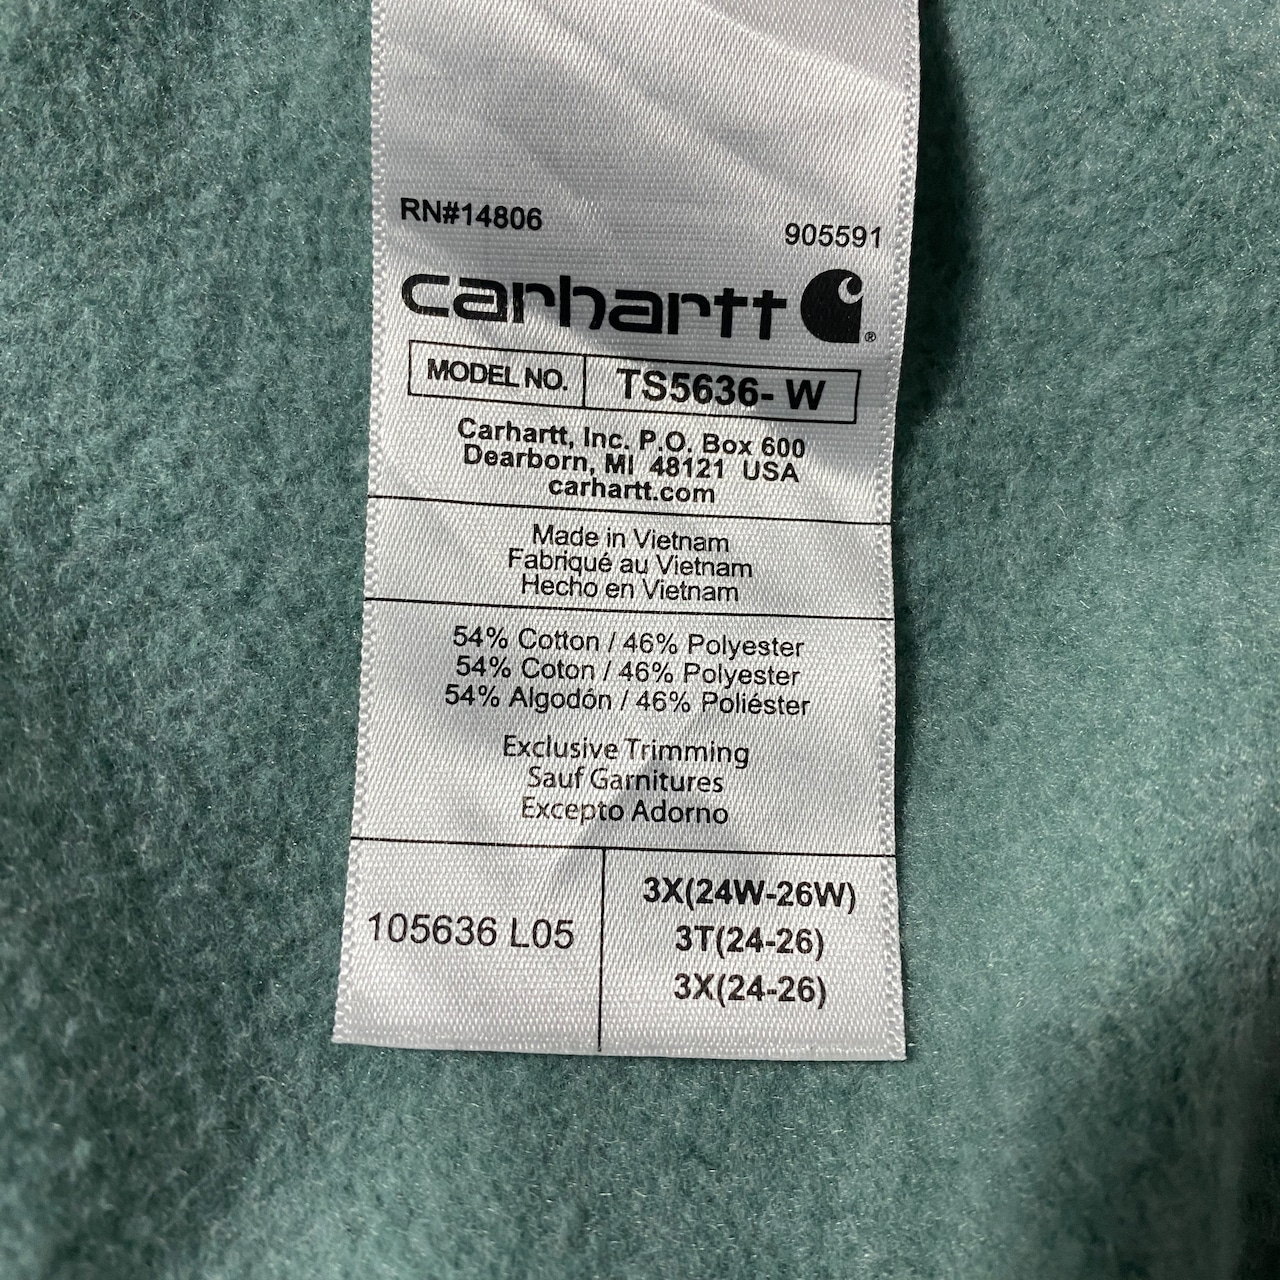 RN#14806
905591
carhartt ®
MODEL NO. TS5636- W
Carhartt, Inc. P.O. Box 600
Dearborn, MI 48121 USA
carhartt.com
Made in Vietnam
Fabriqué au Vietnam
Hecho en Vietnam
54% Cotton / 46% Polyester
54% Coton / 46% Polyester
54% Algodón / 46% Poliéster
Exclusive Trimming
Sauf Garnitures
Excepto Adorno
105636 L05
3X(24W-26W)
3T(24-26)
3X(24-26)